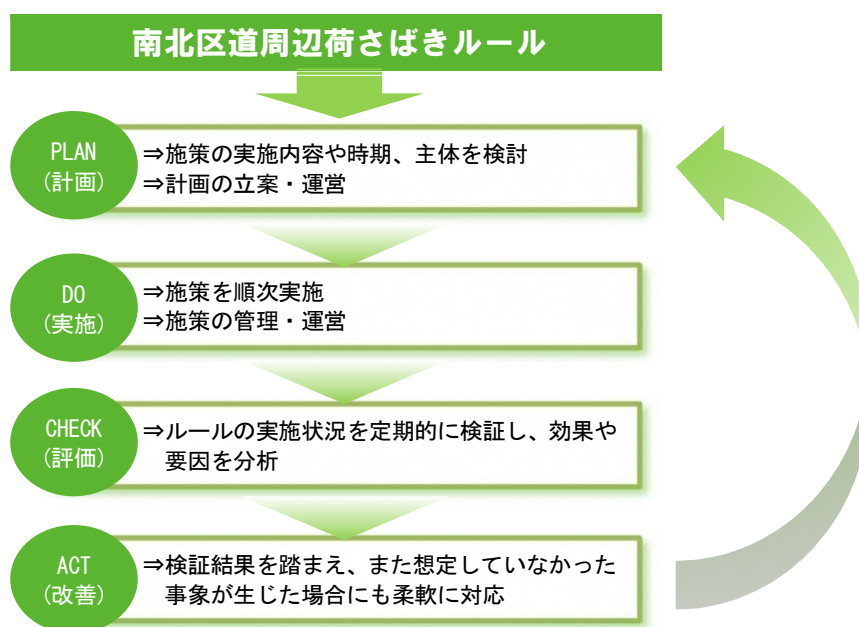 南北区道周辺荷さばきルール
PLAN
(計画)
⇒施策の実施内容や時期、主体を検討
⇒計画の立案・運営
DO
(実施)
⇒施策を順次実施
⇒施策の管理・運営
CHECK
(評価)
⇒ルールの実施状況を定期的に検証し、効果や
要因を分析
ACT
(改善)
⇒検証結果を踏まえ、また想定していなかった
事象が生じた場合にも柔軟に対応